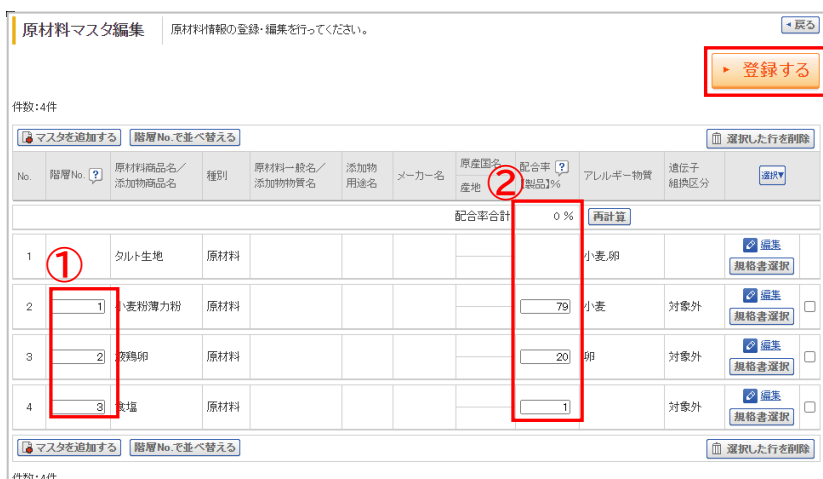 原材料マスタ編集 原材料情報の登録・編集を行ってください。 戻る
登録する
件数:4件
マスタを追加する 階層No.で並べ替える 選択した行を削除
No. 階層No. ? 原材料商品名/ 添加物商品名 種別 原材料一般名/ 添加物物質名 添加物 用途名 メーカー名 原産国名 産地 配合率 ? 【製品】% アレルギー物質 遺伝子 組換区分 選択▼
②
配合率合計 0 % 再計算
1 タルト生地 原材料 小麦,卵 編集 規格書選択
①
2 1 小麦粉薄力粉 原材料 79 小麦 対象外 編集 規格書選択
3 2 液鶏卵 原材料 20 卵 対象外 編集 規格書選択
4 3 食塩 原材料 1 対象外 編集 規格書選択
マスタを追加する 階層No.で並べ替える 選択した行を削除
件数:4件